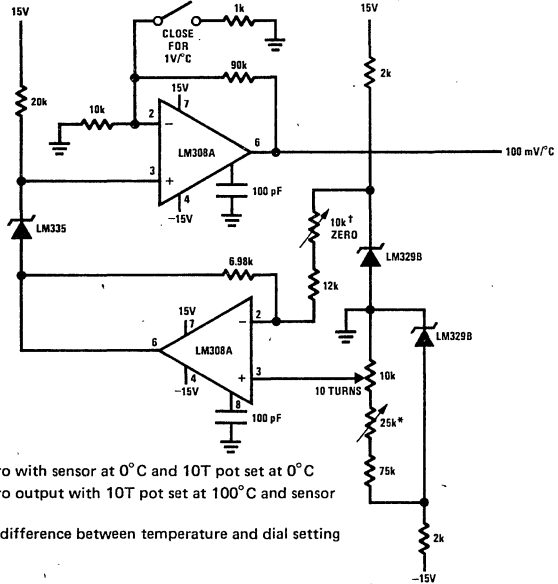 15V
15V
1k
CLOSE
FOR
1V/°C
90k
2k
20k
10k
15V
7
2
−
LM308A
6
100 mV/°C
3
+
4
−15V
100 pF
10k†
ZERO
LM335
LM329B
6.98k
12k
15V
7
2
−
6
LM308A
LM329B
4
−15V
+
3
10k
10 TURNS
8
100 pF
25k*
75k
ro with sensor at 0°C and 10T pot set at 0°C
ro output with 10T pot set at 100°C and sensor
difference between temperature and dial setting
2k
−15V